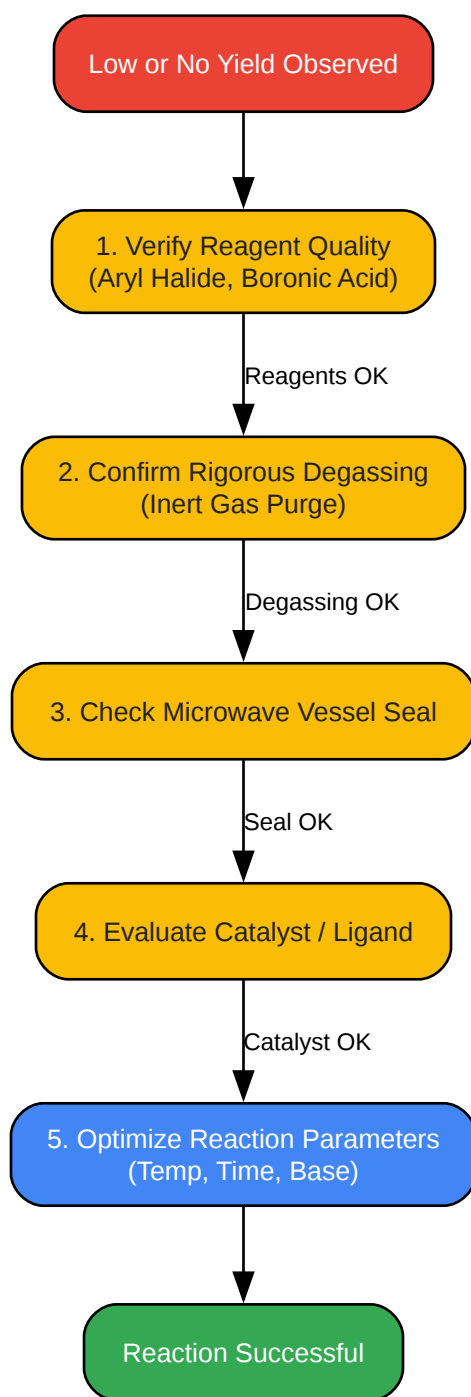 Low or No Yield Observed
1. Verify Reagent Quality
(Aryl Halide, Boronic Acid)
Reagents OK
2. Confirm Rigorous Degassing
(Inert Gas Purge)
Degassing OK
3. Check Microwave Vessel Seal
Seal OK
4. Evaluate Catalyst / Ligand
Catalyst OK
5. Optimize Reaction Parameters
(Temp, Time, Base)
Reaction Successful